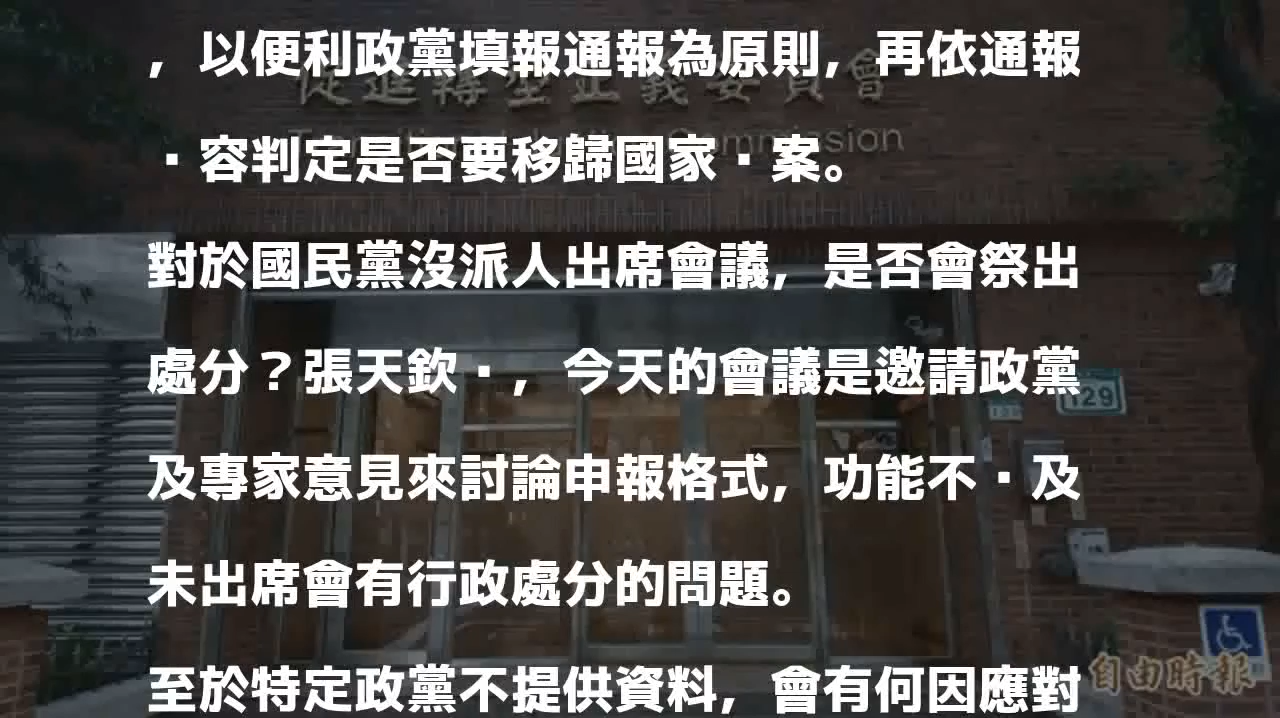 ，以便利政黨填報通報為原則，再依通報
▪容判定是否要移歸國家▪案。
對於國民黨沒派人出席會議，是否會祭出
處分？張天欽▪，今天的會議是邀請政黨
及專家意見來討論申報格式，功能不▪及
未出席會有行政處分的問題。
至於特定政黨不提供資料，會有何因應對
促進轉型正義委員會
Transitional Justice Commission
129
自由時報